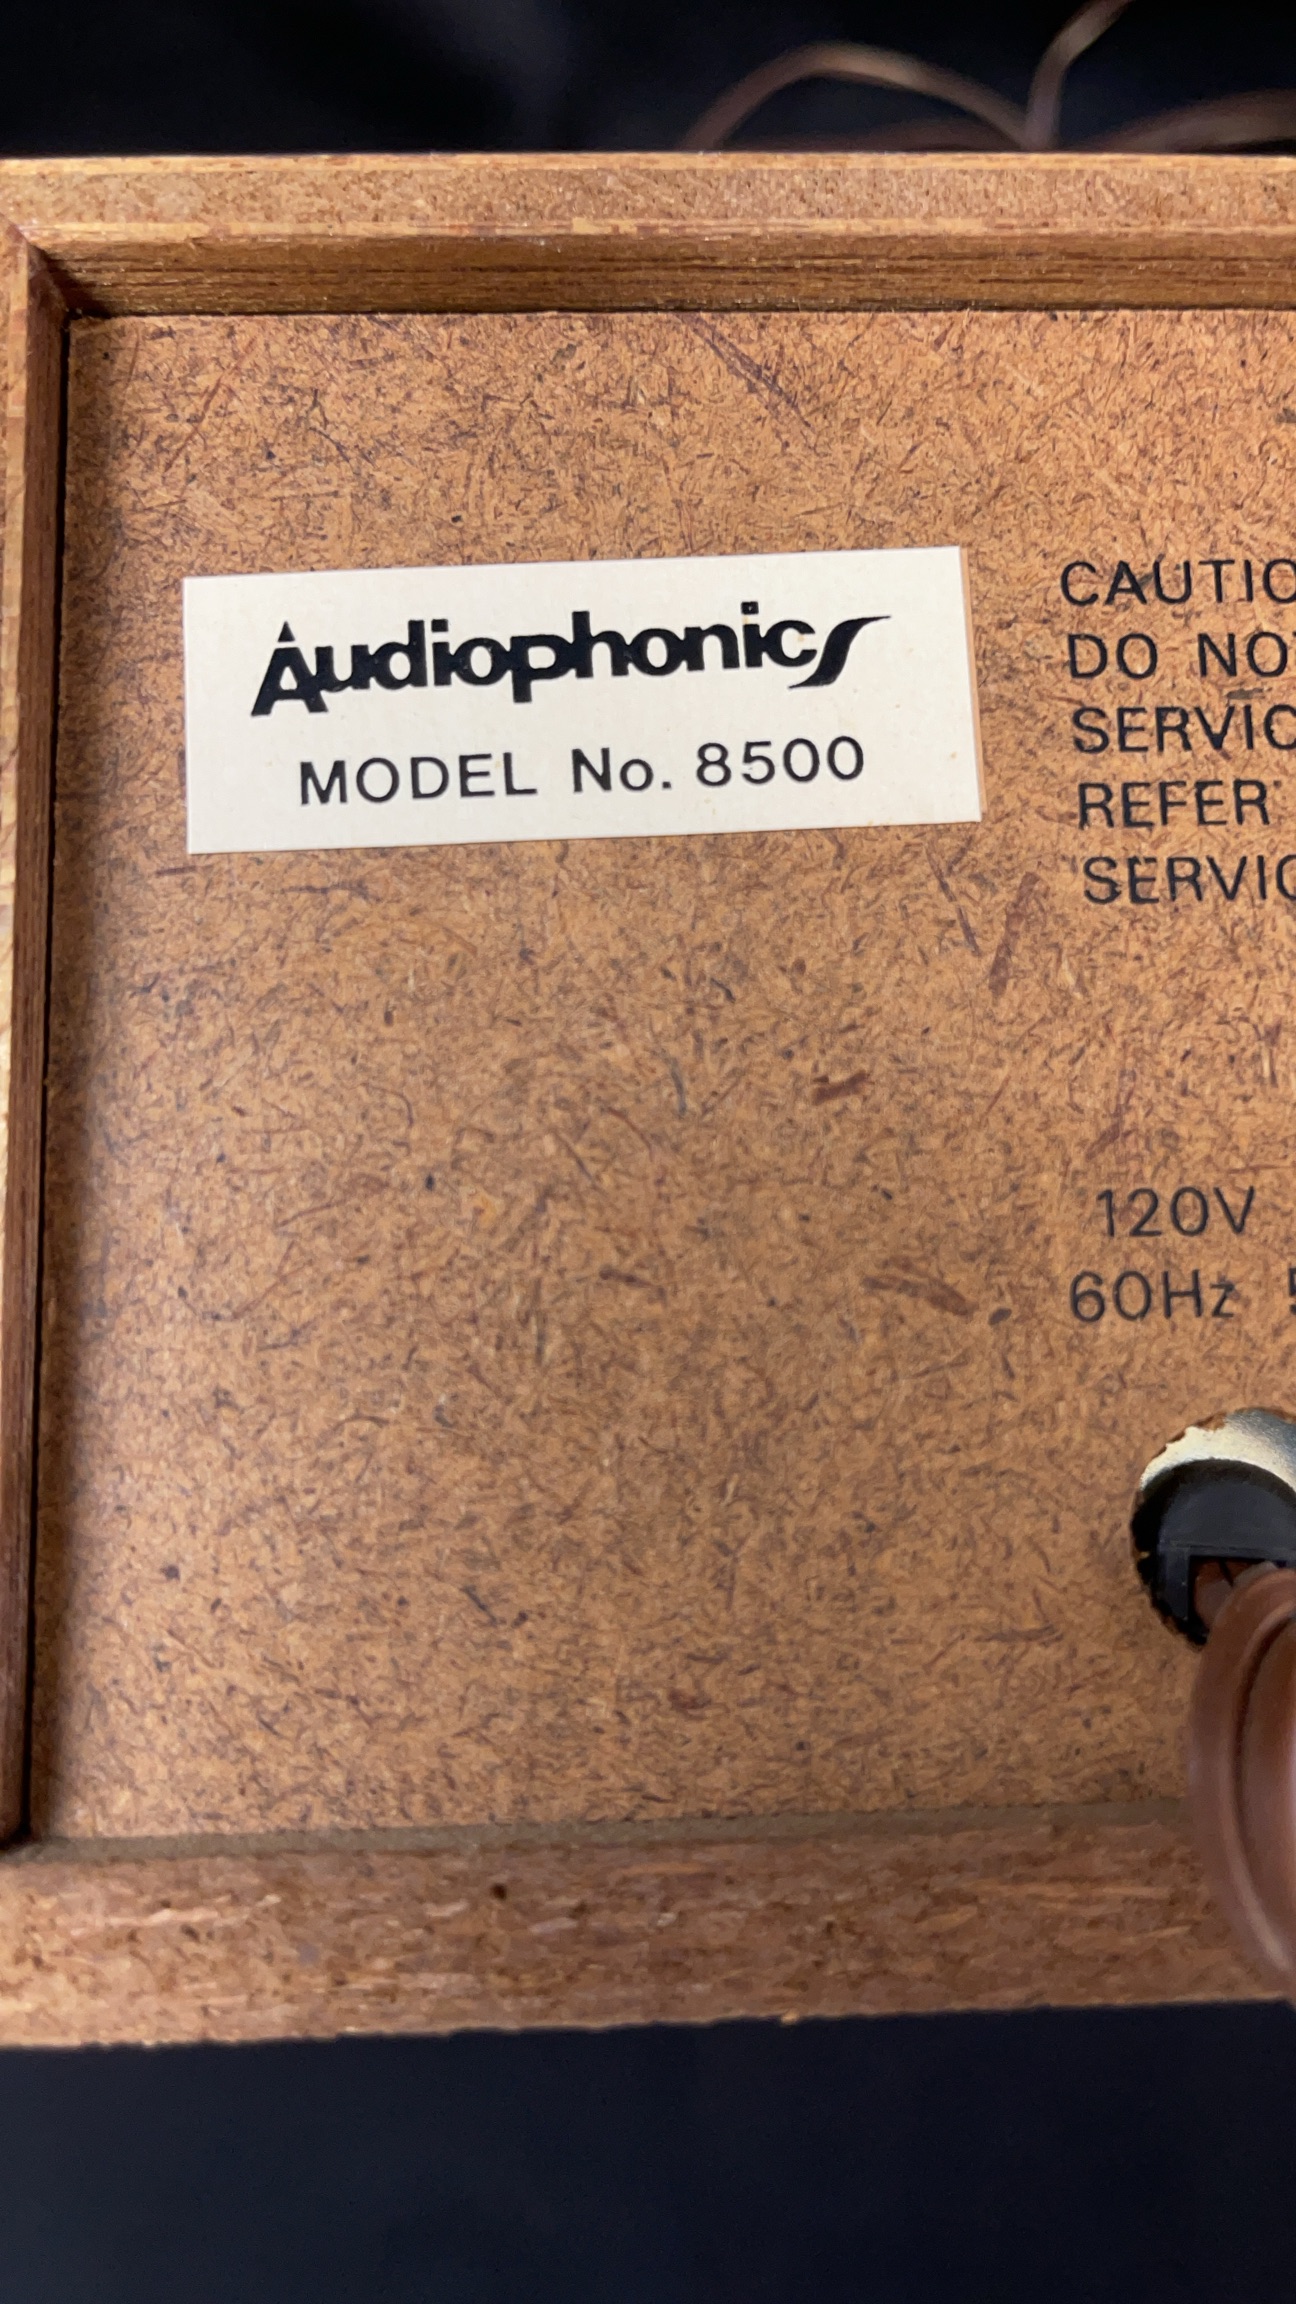 Audiophonics
MODEL No. 8500
CAUTIO
DO NO
SERVIC
REFER
SERVIC
120V
60Hz